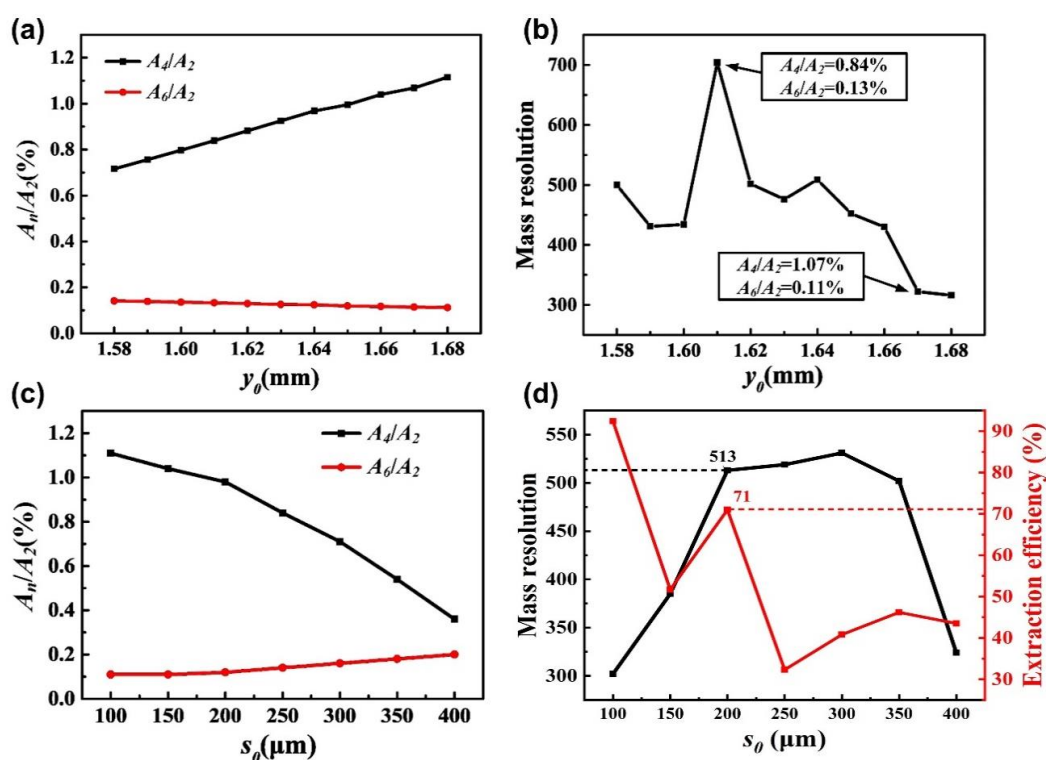 (a)
A4/A2
A6/A2
An/A2(%)
1.2
1.0
0.8
0.6
0.4
0.2
0.0
1.58 1.60 1.62 1.64 1.66 1.68
y0(mm)
(b)
A4/A2=0.84%
A6/A2=0.13%
A4/A2=1.07%
A6/A2=0.11%
Mass resolution
700
600
500
400
300
1.58 1.60 1.62 1.64 1.66 1.68
y0(mm)
(c)
A4/A2
A6/A2
An/A2(%)
1.2
1.0
0.8
0.6
0.4
0.2
0.0
100 150 200 250 300 350 400
s0(μm)
(d)
513
71
Mass resolution
550
525
500
475
450
425
400
375
350
325
300
Extraction efficiency (%)
90
80
70
60
50
40
30
100 150 200 250 300 350 400
s0 (μm)